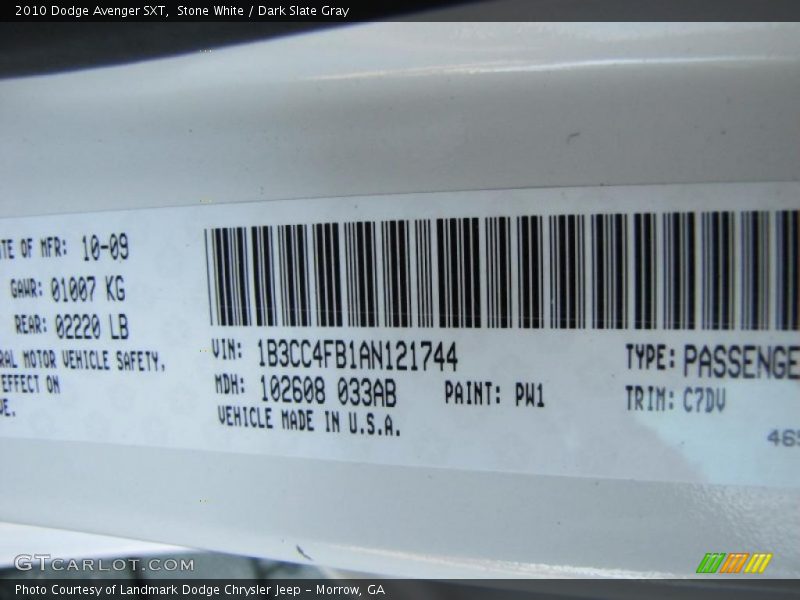 2010 Dodge Avenger SXT,  Stone White / Dark Slate Gray
TE OF MFR: 10-09
GAWR: 01007 KG
REAR: 02220 LB
RAL MOTOR VEHICLE SAFETY,
EFFECT ON
VE.
VIN: 1B3CC4FB1AN121744
MDH: 102608 033AB
PAINT: PW1
VEHICLE MADE IN U.S.A.
TYPE: PASSENGE
TRIM: C7DV
465
GTCARLOT.COM
Photo Courtesy of Landmark Dodge Chrysler Jeep – Morrow, GA